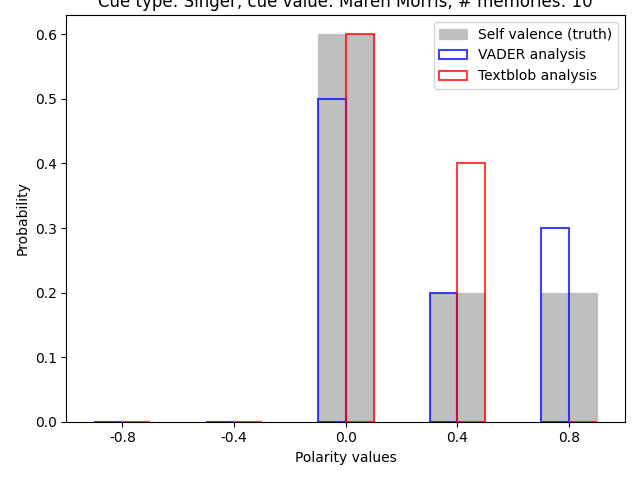 Cue type: Singer, cue value: Maren Morris, # memories: 10
Self valence (truth)
VADER analysis
Textblob analysis
0.6
0.5
0.4
0.3
0.2
0.1
0.0
Probability
-0.8 -0.4 0.0 0.4 0.8
Polarity values